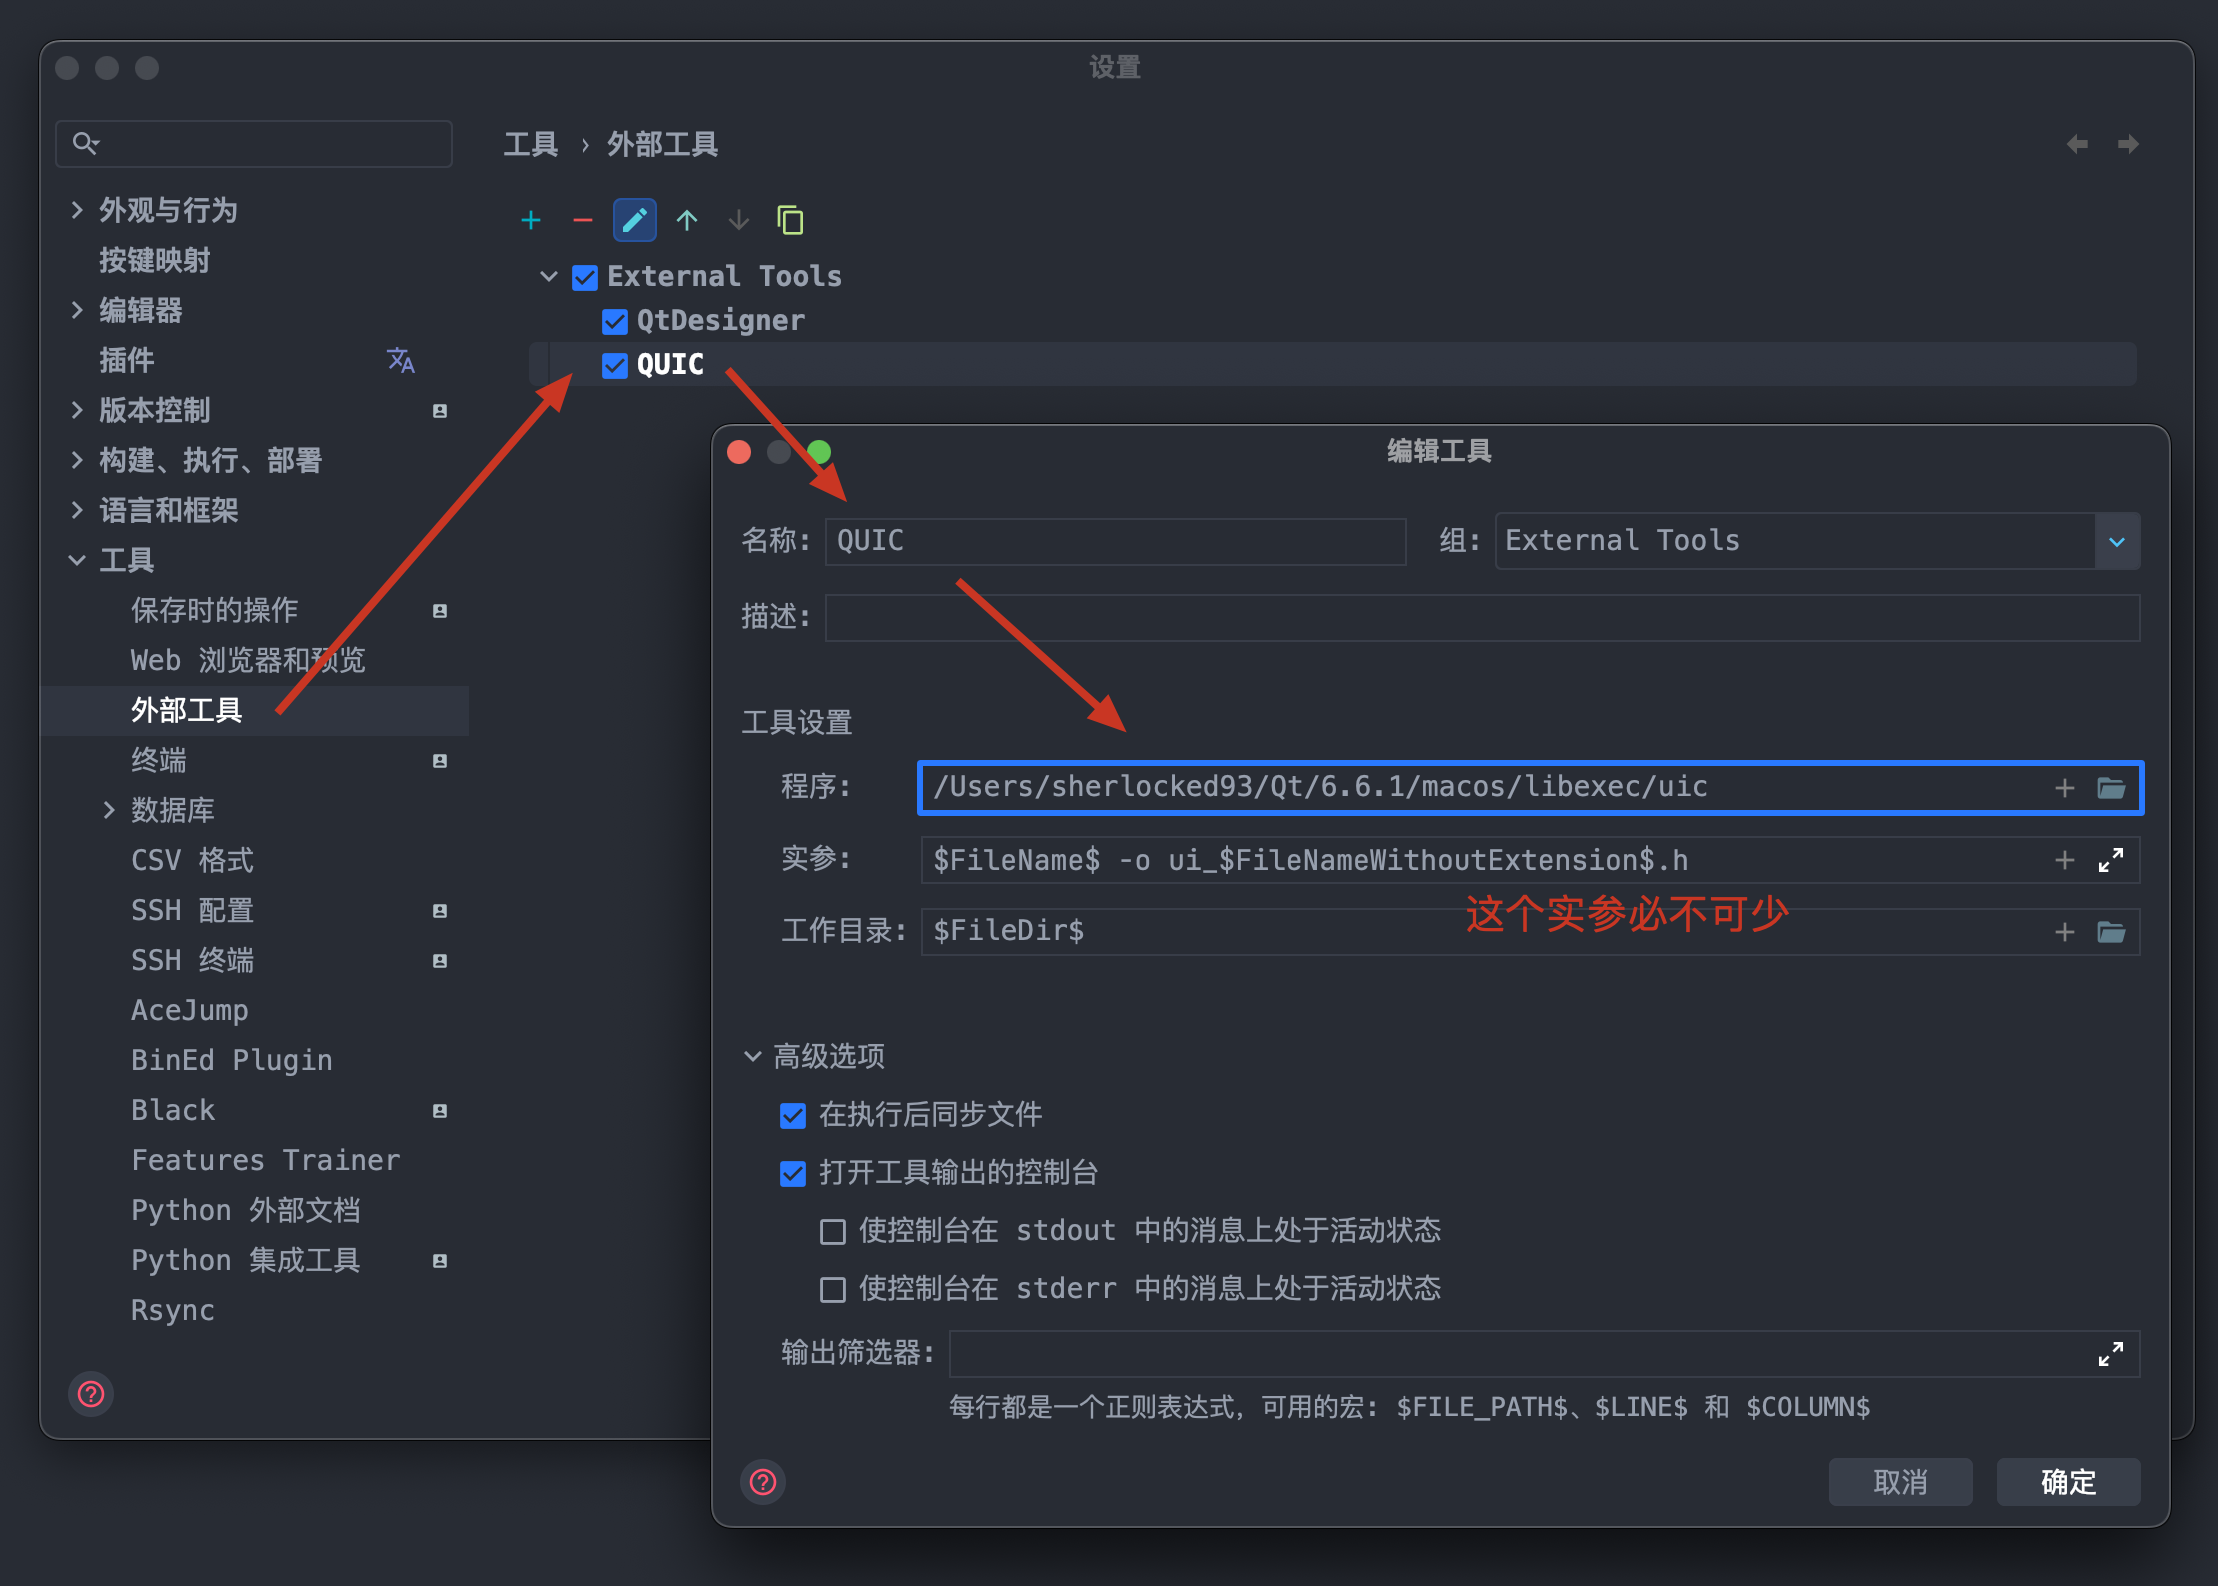 设置
工具 › 外部工具
外观与行为
按键映射
编辑器
插件
版本控制
构建、执行、部署
语言和框架
工具
保存时的操作
Web 浏览器和预览
外部工具
终端
数据库
CSV 格式
SSH 配置
SSH 终端
AceJump
BinEd Plugin
Black
Features Trainer
Python 外部文档
Python 集成工具
Rsync
External Tools
QtDesigner
QUIC
编辑工具
名称: QUIC 组: External Tools
描述:
工具设置
程序: /Users/sherlocked93/Qt/6.6.1/macos/libexec/uic
实参: $FileName$ -o ui_$FileNameWithoutExtension$.h
这个实参必不可少
工作目录: $FileDir$
高级选项
在执行后同步文件
打开工具输出的控制台
使控制台在 stdout 中的消息上处于活动状态
使控制台在 stderr 中的消息上处于活动状态
输出筛选器:
每行都是一个正则表达式，可用的宏: $FILE_PATH$、$LINE$ 和 $COLUMN$
取消 确定